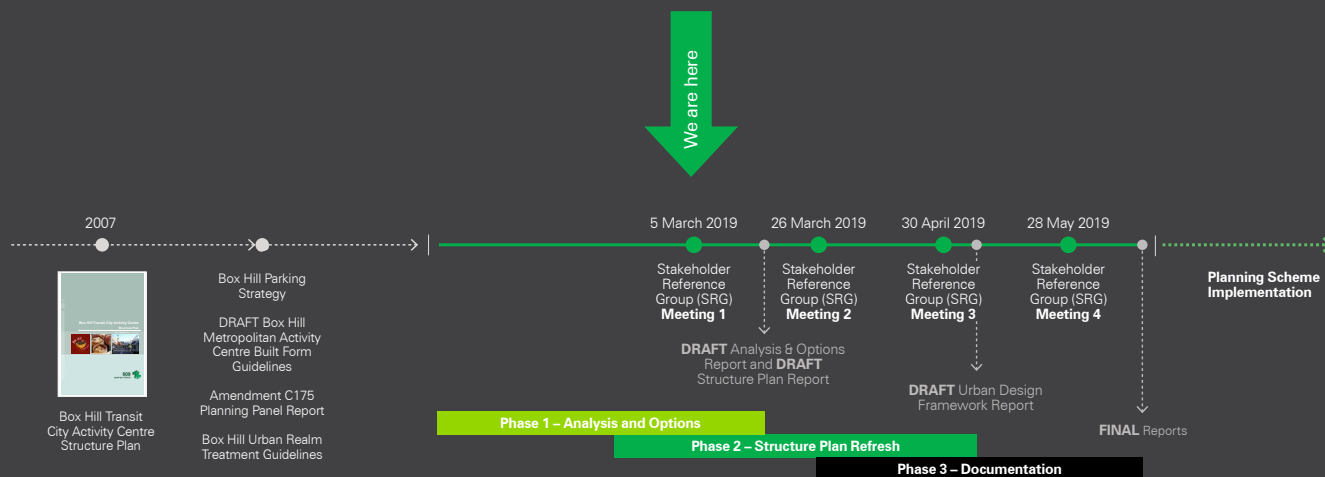 We are here
2007
5 March 2019
26 March 2019
30 April 2019
28 May 2019
Box Hill Transit
City Activity Centre
Structure Plan
Box Hill Parking
Strategy
DRAFT Box Hill
Metropolitan Activity
Centre Built Form
Guidelines
Amendment C175
Planning Panel Report
Box Hill Urban Realm
Treatment Guidelines
Stakeholder
Reference
Group (SRG)
Meeting 1
Stakeholder
Reference
Group (SRG)
Meeting 2
Stakeholder
Reference
Group (SRG)
Meeting 3
Stakeholder
Reference
Group (SRG)
Meeting 4
Planning Scheme
Implementation
DRAFT Analysis & Options
Report and DRAFT
Structure Plan Report
DRAFT Urban Design
Framework Report
FINAL Reports
Phase 1 – Analysis and Options
Phase 2 – Structure Plan Refresh
Phase 3 – Documentation